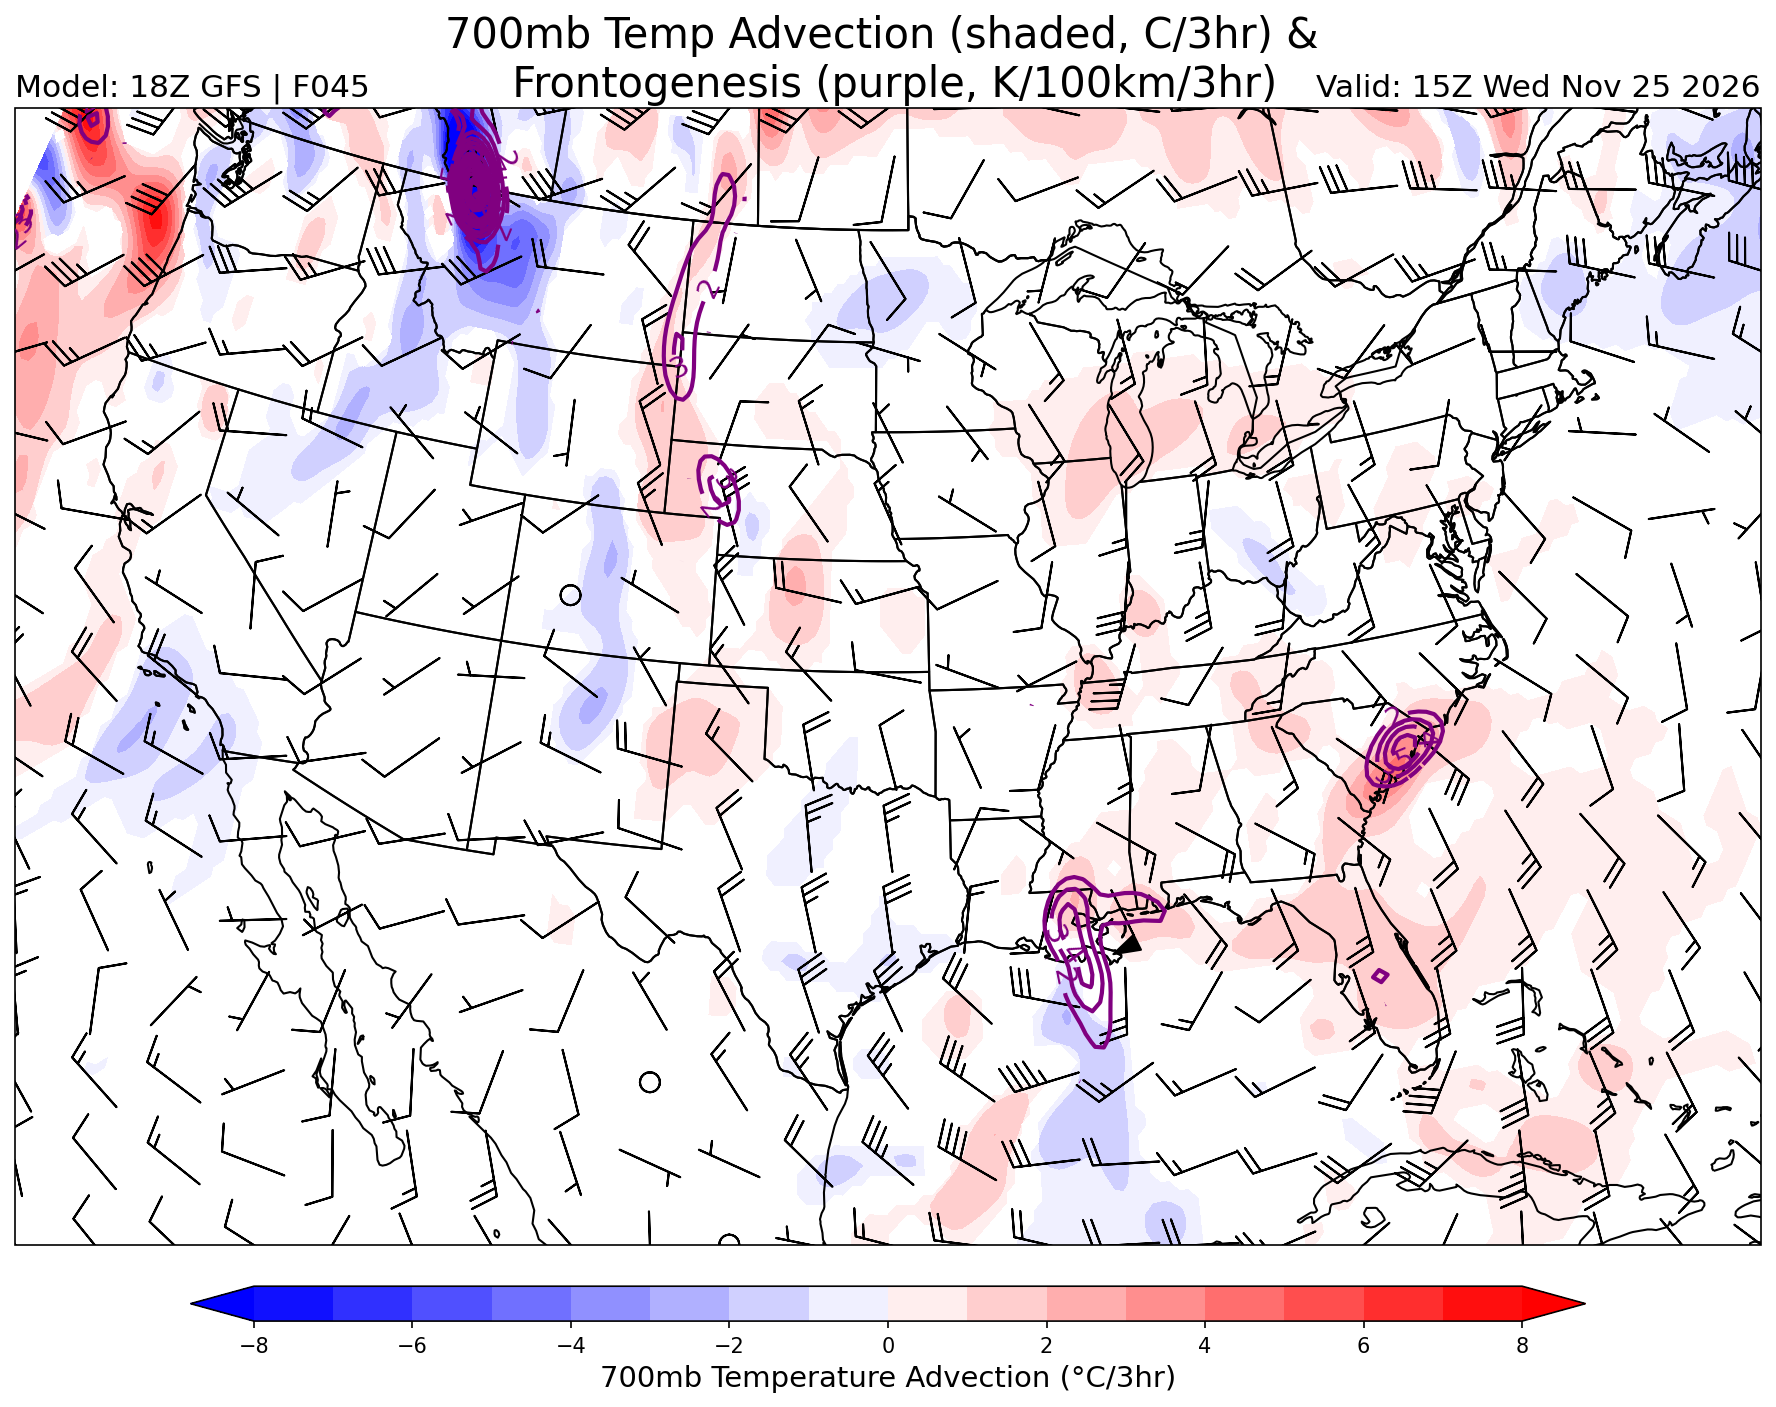 700mb Temp Advection (shaded, C/3hr) &
Model: 18Z GFS | F045 Frontogenesis (purple, K/100km/3hr) Valid: 15Z Wed Nov 25 2026
−8 −6 −4 −2 0 2 4 6 8
700mb Temperature Advection (°C/3hr)